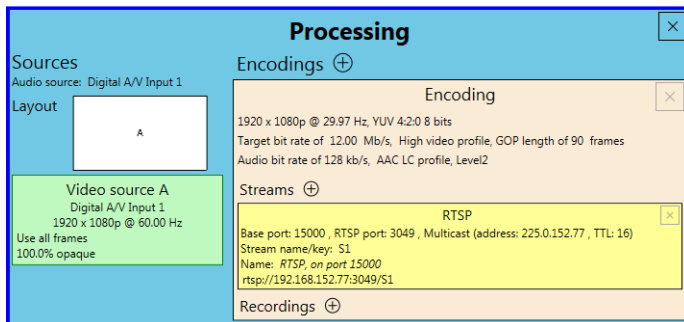 Processing
Sources
Audio source: Digital A/V Input 1
Layout
A
Video source A
Digital A/V Input 1
1920 x 1080p @ 60.00 Hz
Use all frames
100.0% opaque
Encodings
Encoding
1920 x 1080p @ 29.97 Hz, YUV 4:2:0 8 bits
Target bit rate of 12.00 Mb/s, High video profile, GOP length of 90 frames
Audio bit rate of 128 kb/s, AAC LC profile, Level2
Streams
RTSP
Base port: 15000 , RTSP port: 3049 , Multicast (address: 225.0.152.77 , TTL: 16)
Stream name/key: S1
Name: RTSP, on port 15000
rtsp://192.168.152.77:3049/S1
Recordings